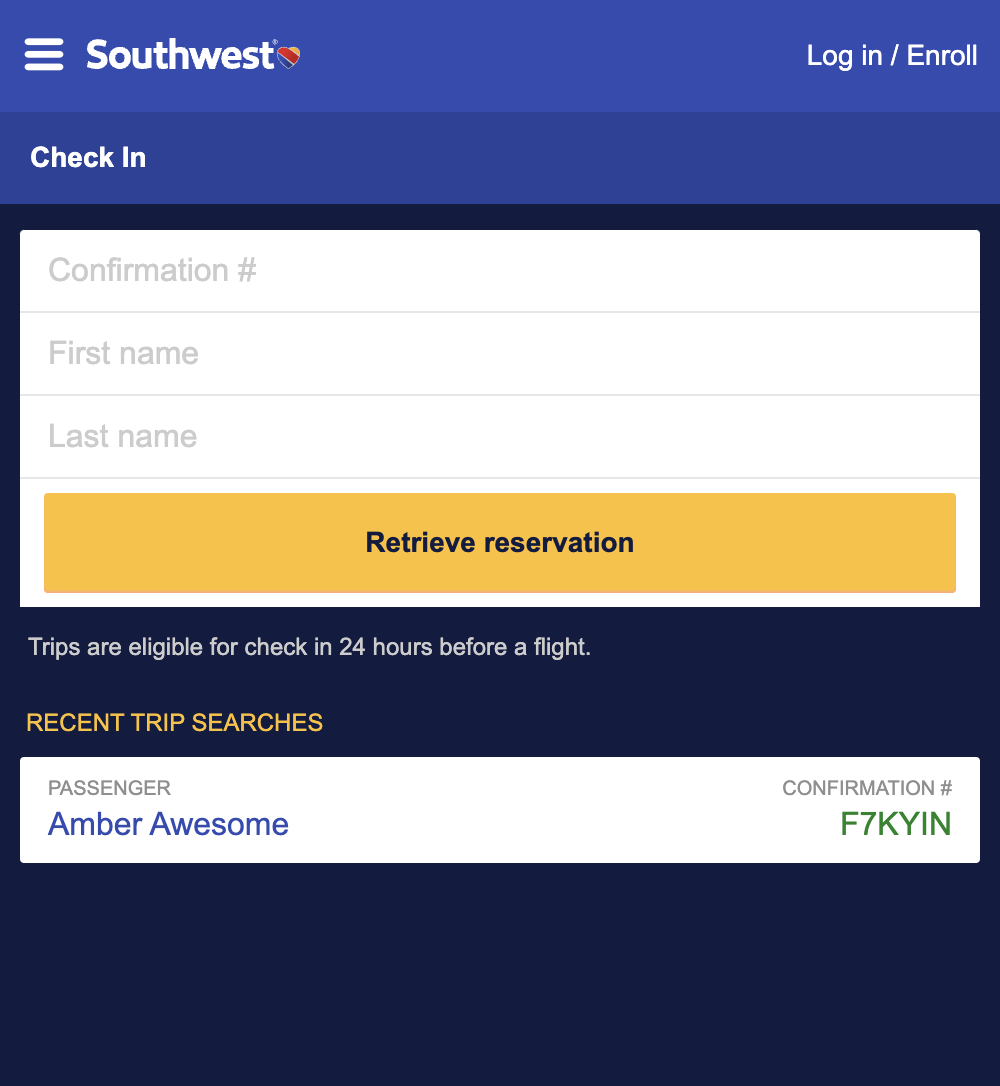 Southwest®
Log in / Enroll
Check In
Confirmation #
First name
Last name
Retrieve reservation
Trips are eligible for check in 24 hours before a flight.
RECENT TRIP SEARCHES
PASSENGER
CONFIRMATION #
Amber Awesome
F7KYIN